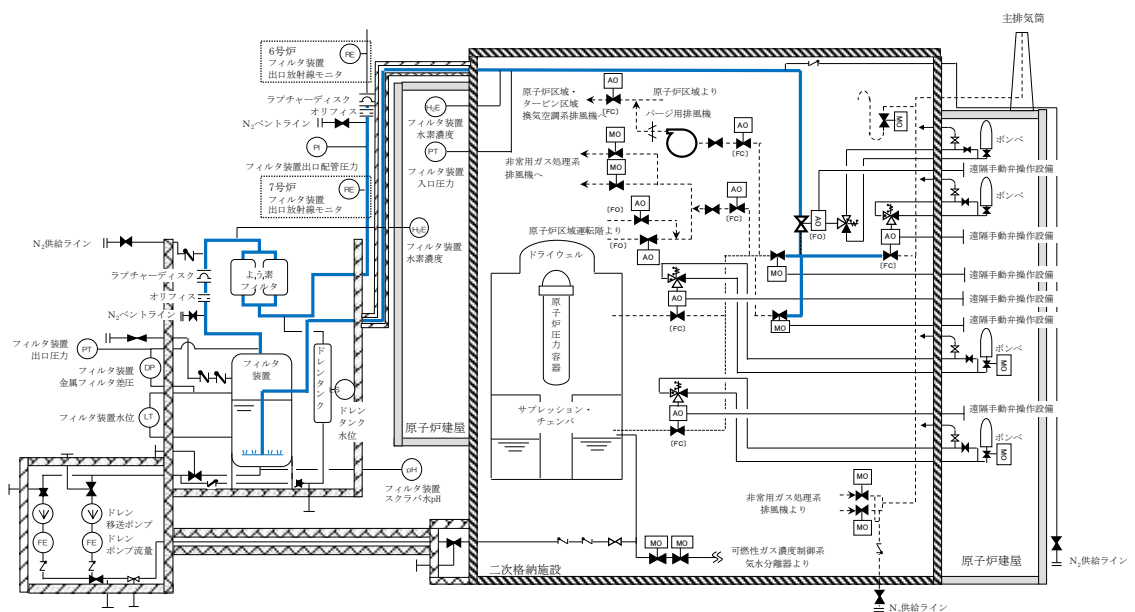 主排気筒
6号炉
フィルタ装置
出口放射線モニタ
RE
ラプチャーディスク
オリフィス
N₂ベントライン
PI
フィルタ装置出口配管圧力
7号炉
フィルタ装置
出口放射線モニタ
RE
H₂E
フィルタ装置
水素濃度
PT
フィルタ装置
入口圧力
H₂E
フィルタ装置
水素濃度
原子炉区域・
タービン区域
換気空調系排風機へ
AO
(FC)
原子炉区域より
パージ用排風機
AO
(FC)
MO
非常用ガス処理系
排風機へ
MO
AO
(FC)
AO
(FO)
原子炉区域運転階より
(FO)
AO
MO
ボンベ
遠隔手動弁操作設備
ボンベ
遠隔手動弁操作設備
AO
(FO)
AO
(FC)
遠隔手動弁操作設備
MO
遠隔手動弁操作設備
遠隔手動弁操作設備
AO
(FC)
MO
遠隔手動弁操作設備
ボンベ
MO
AO
(FC)
遠隔手動弁操作設備
ボンベ
MO
N₂供給ライン
ラプチャーディスク
オリフィス
N₂ベントライン
よう素
フィルタ
PT
フィルタ装置
出口圧力
DP
フィルタ装置
金属フィルタ差圧
LT
フィルタ装置水位
フィルタ
装置
ドレンタンク
LS
ドレン
タンク
水位
原子炉建屋
pH
フィルタ装置
スクラバ水pH
ドライウェル
原子炉圧力容器
サプレッション・
チェンバ
ドレン
移送ポンプ
FE
FE
ドレン
ポンプ流量
MO
非常用ガス処理系
排風機より
MO
MO
MO
可燃性ガス濃度制御系
気水分離器より
二次格納施設
原子炉建屋
N₂供給ライン
N₂供給ライン